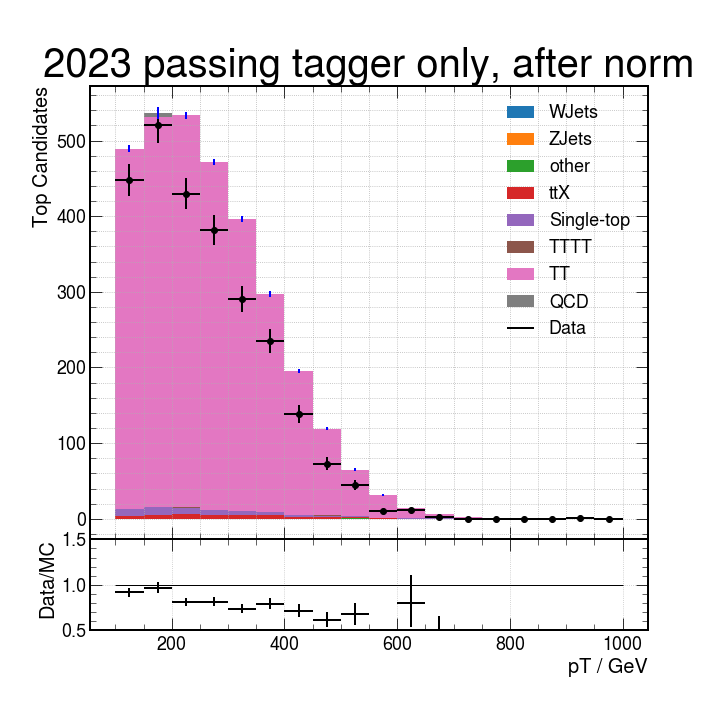 2023 passing tagger only, after norm
Top Candidates
500
400
300
200
100
0
WJets
ZJets
other
ttX
Single-top
TTTT
TT
QCD
Data
Data/MC
1.5
1.0
0.5
200
400
600
800
1000
pT / GeV